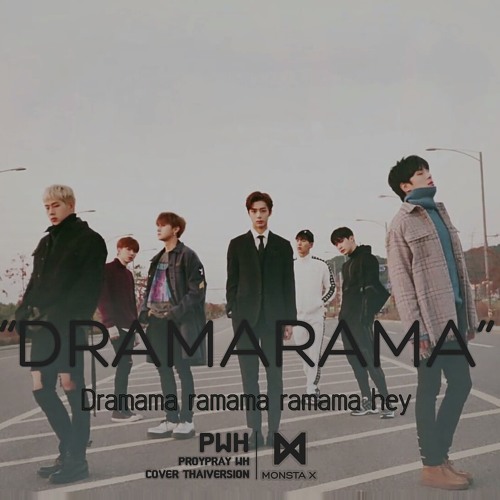 “DRAMARAMA”
Dramama ramama ramama hey
PWH
PROYPRAY WH
COVER THAIVERSION
MONSTA X